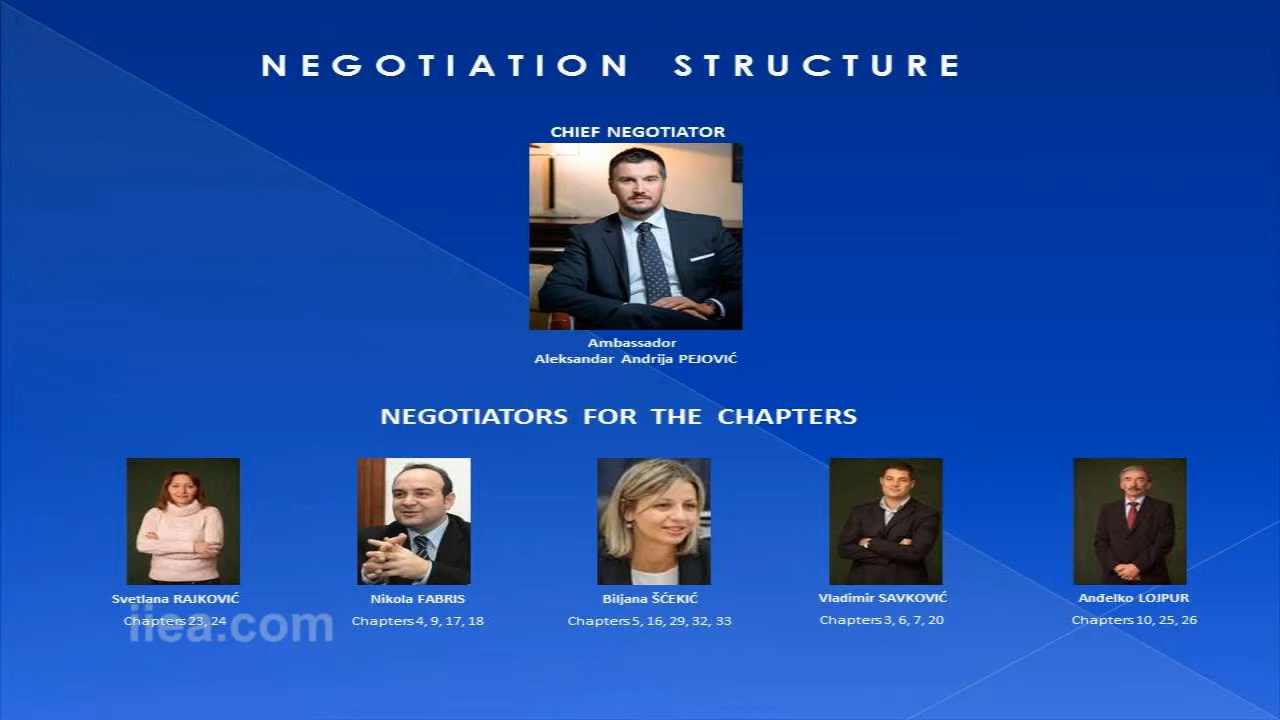 NEGOTIATION STRUCTURE
CHIEF NEGOTIATOR
Ambassador
Aleksandar Andrija PEJOVIĆ
NEGOTIATORS FOR THE CHAPTERS
Svetlana RAJKOVIĆ
Chapters 23, 24
Nikola FABRIS
Chapters 4, 9, 17, 18
Biljana ŠĆEKIĆ
Chapters 5, 16, 29, 32, 33
Vladimir SAVKOVIĆ
Chapters 3, 6, 7, 20
Anđelko LOJPUR
Chapters 10, 25, 26
iiea.com